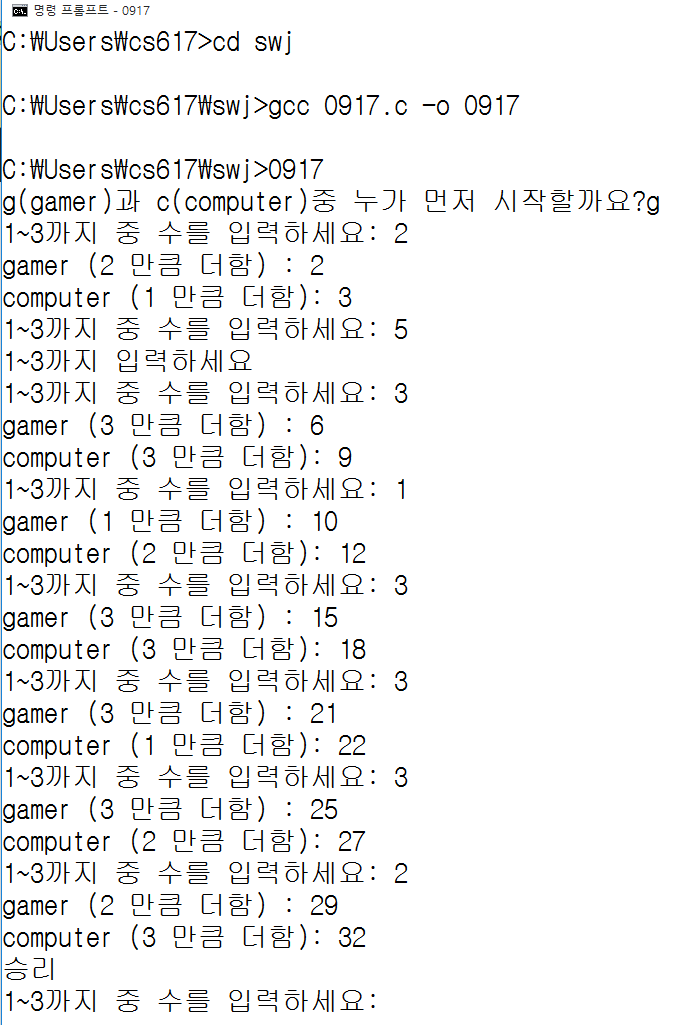 명령 프롬프트 - 0917
C:₩Users₩cs617>cd swj
C:₩Users₩cs617₩swj>gcc 0917.c -o 0917
C:₩Users₩cs617₩swj>0917
g(gamer)과 c(computer)중 누가 먼저 시작할까요?g
1~3까지 중 수를 입력하세요: 2
gamer (2 만큼 더함) : 2
computer (1 만큼 더함): 3
1~3까지 중 수를 입력하세요: 5
1~3까지 입력하세요
1~3까지 중 수를 입력하세요: 3
gamer (3 만큼 더함) : 6
computer (3 만큼 더함): 9
1~3까지 중 수를 입력하세요: 1
gamer (1 만큼 더함) : 10
computer (2 만큼 더함): 12
1~3까지 중 수를 입력하세요: 3
gamer (3 만큼 더함) : 15
computer (3 만큼 더함): 18
1~3까지 중 수를 입력하세요: 3
gamer (3 만큼 더함) : 21
computer (1 만큼 더함): 22
1~3까지 중 수를 입력하세요: 3
gamer (3 만큼 더함) : 25
computer (2 만큼 더함): 27
1~3까지 중 수를 입력하세요: 2
gamer (2 만큼 더함) : 29
computer (3 만큼 더함): 32
승리
1~3까지 중 수를 입력하세요: